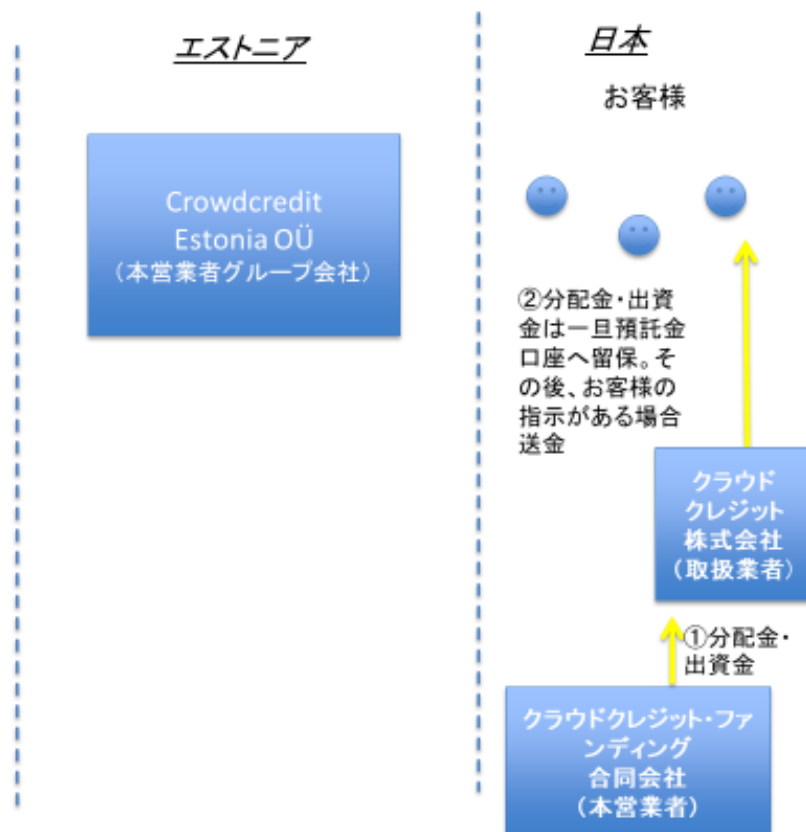 エストニア
日本
お客様
Crowdcredit
Estonia OÜ
（本営業者グループ会社）
②分配金・出資
金は一旦預託金
口座へ留保。そ
の後、お客様の
指示がある場合
送金
クラウド
クレジット
株式会社
（取扱業者）
①分配金・
出資金
クラウドクレジット・ファ
ンディング
合同会社
（本営業者）